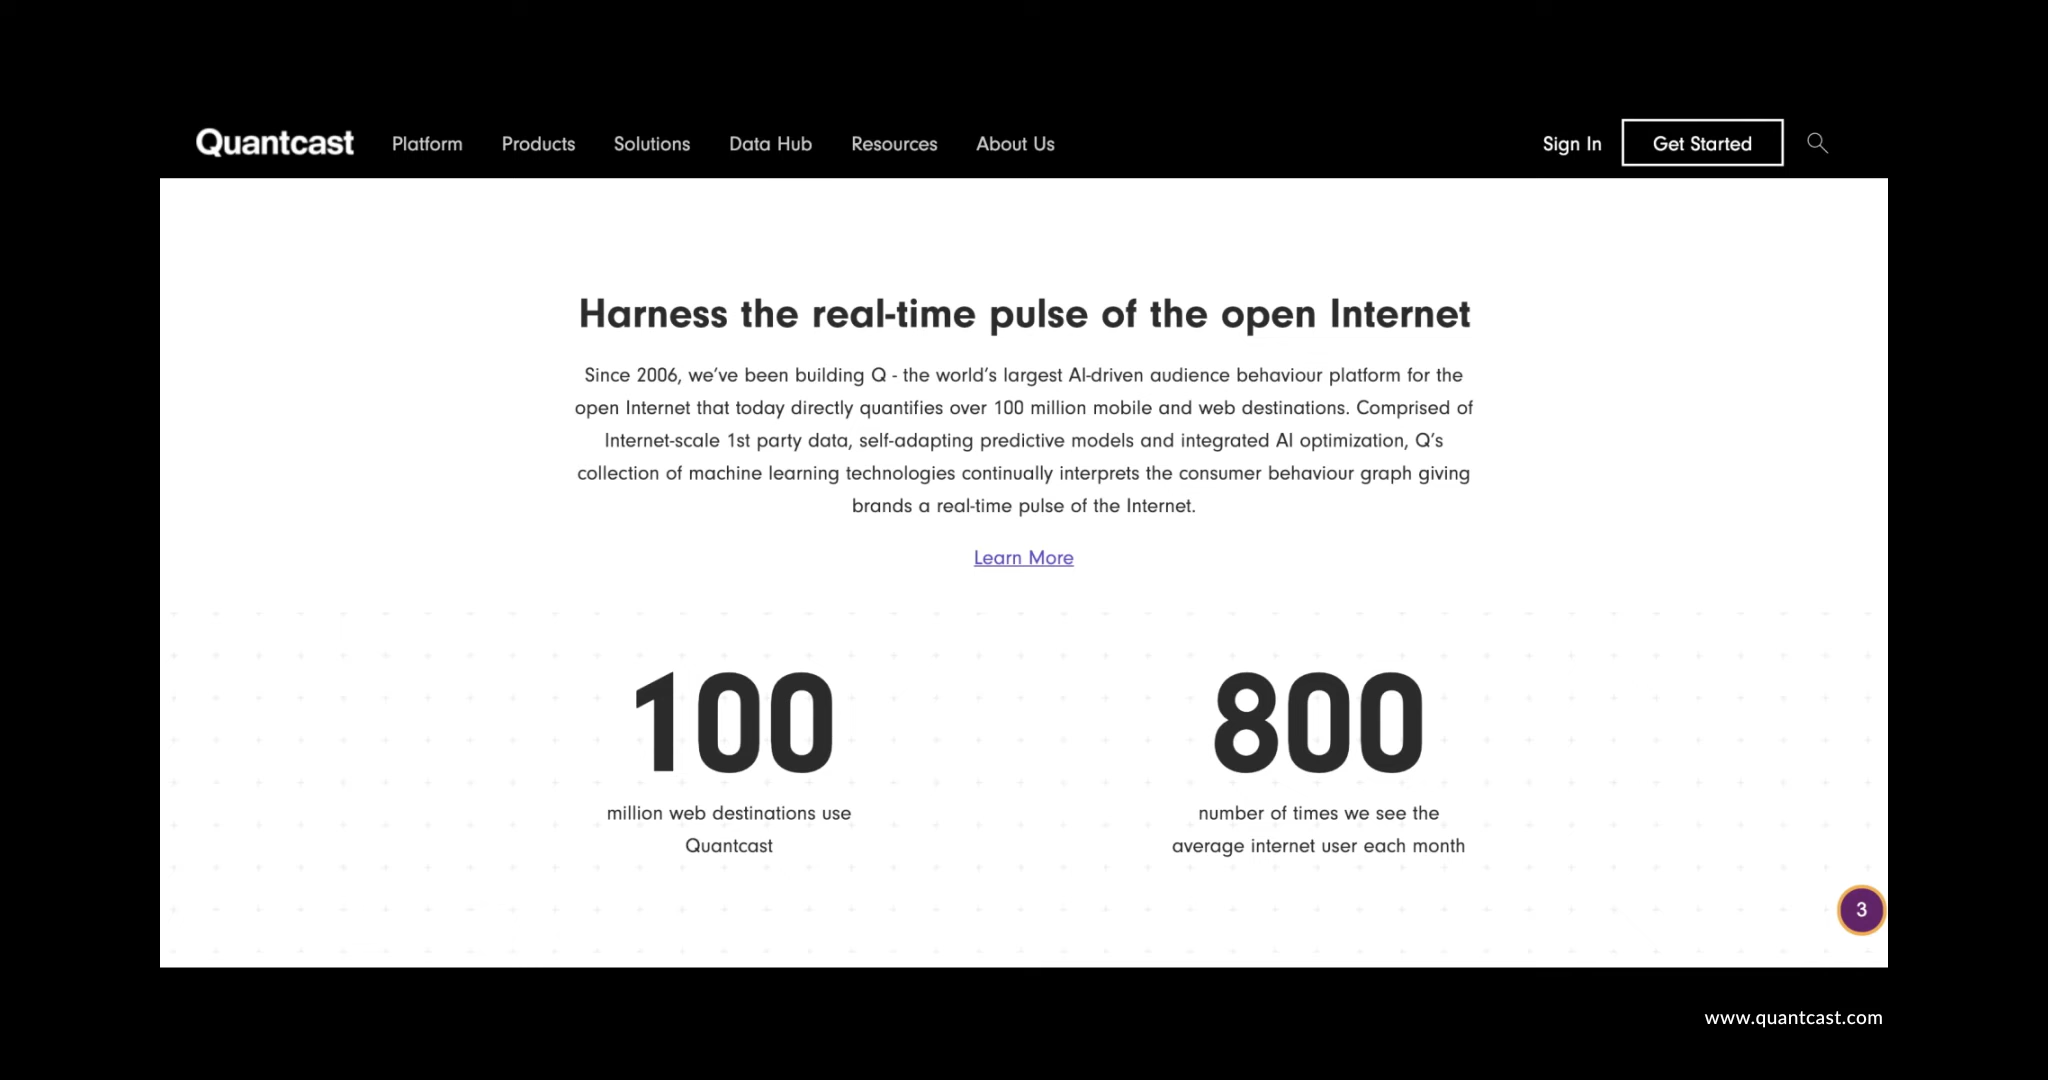 Quantcast Platform Products Solutions Data Hub Resources About Us Sign In Get Started
Harness the real-time pulse of the open Internet
Since 2006, we've been building Q - the world's largest AI-driven audience behaviour platform for the
open Internet that today directly quantifies over 100 million mobile and web destinations. Comprised of
Internet-scale 1st party data, self-adapting predictive models and integrated AI optimization, Q's
collection of machine learning technologies continually interprets the consumer behaviour graph giving
brands a real-time pulse of the Internet.
Learn More
100
million web destinations use
Quantcast
800
number of times we see the
average internet user each month
3
www.quantcast.com